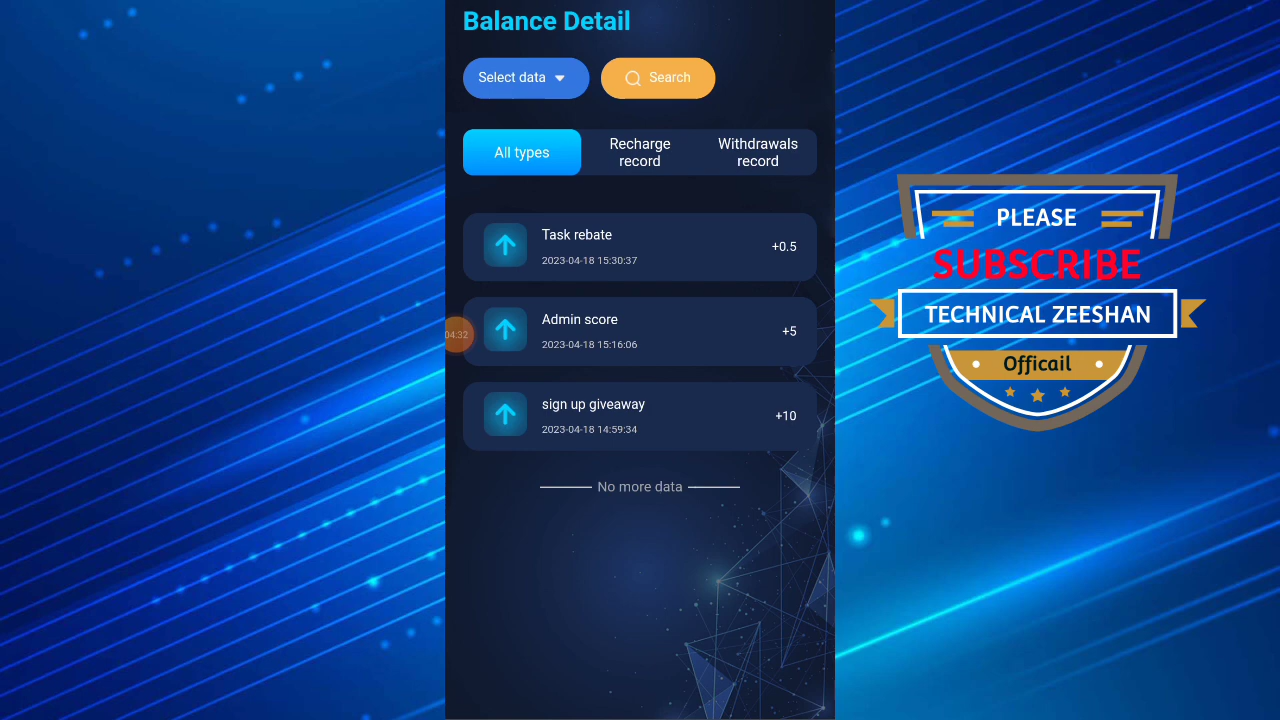 Balance Detail
Select data
Search
All types
Recharge
record
Withdrawals
record
Task rebate
2023-04-18 15:30:37
+0.5
Admin score
2023-04-18 15:16:06
+5
04:32
sign up giveaway
2023-04-18 14:59:34
+10
No more data
PLEASE
SUBSCRIBE
TECHNICAL ZEESHAN
Officail